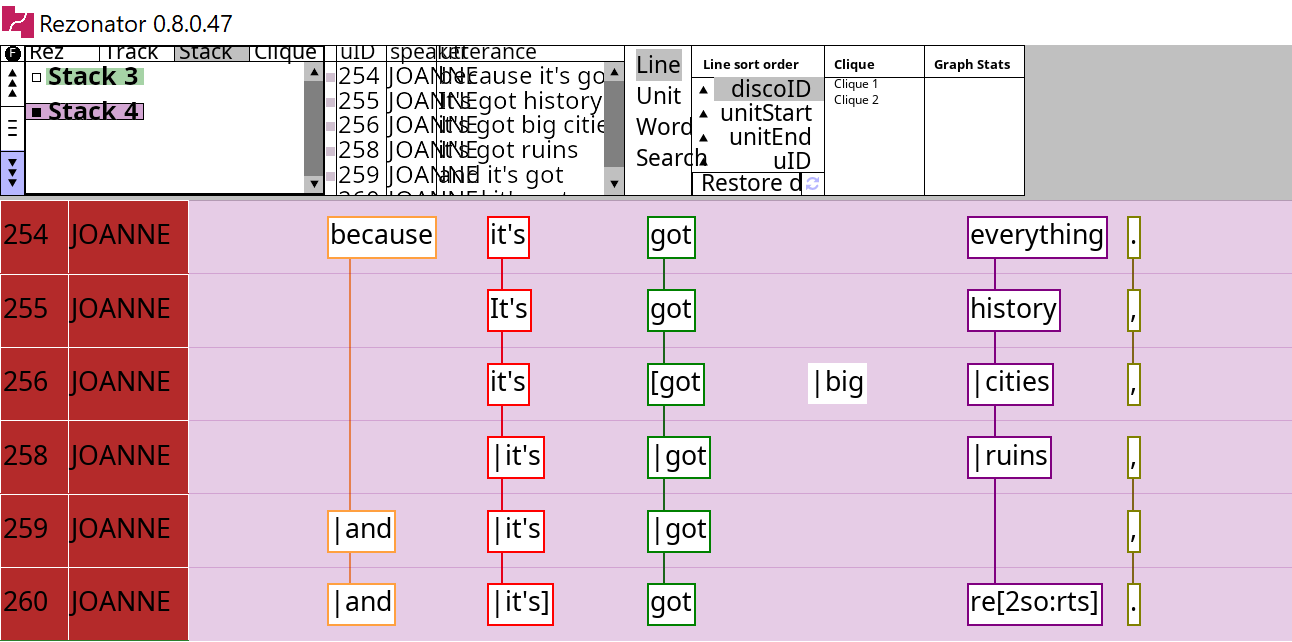 Rezonator 0.8.0.47
F Rez Track Stack Clique uID speaker utterance
Stack 3
Stack 4
254 JOANNE because it's go
255 JOANNE It's got history
256 JOANNE it's got big citie
258 JOANNE it's got ruins
259 JOANNE and it's got
Line
Unit
Word
Search
Line sort order
discoID
unitStart
unitEnd
uID
Restore d
Clique
Clique 1
Clique 2
Graph Stats
254 JOANNE because it's got everything .
255 JOANNE It's got history ,
256 JOANNE it's [got |big |cities ,
258 JOANNE |it's |got |ruins ,
259 JOANNE |and |it's |got ,
260 JOANNE |and |it's] got re[2so:rts] .